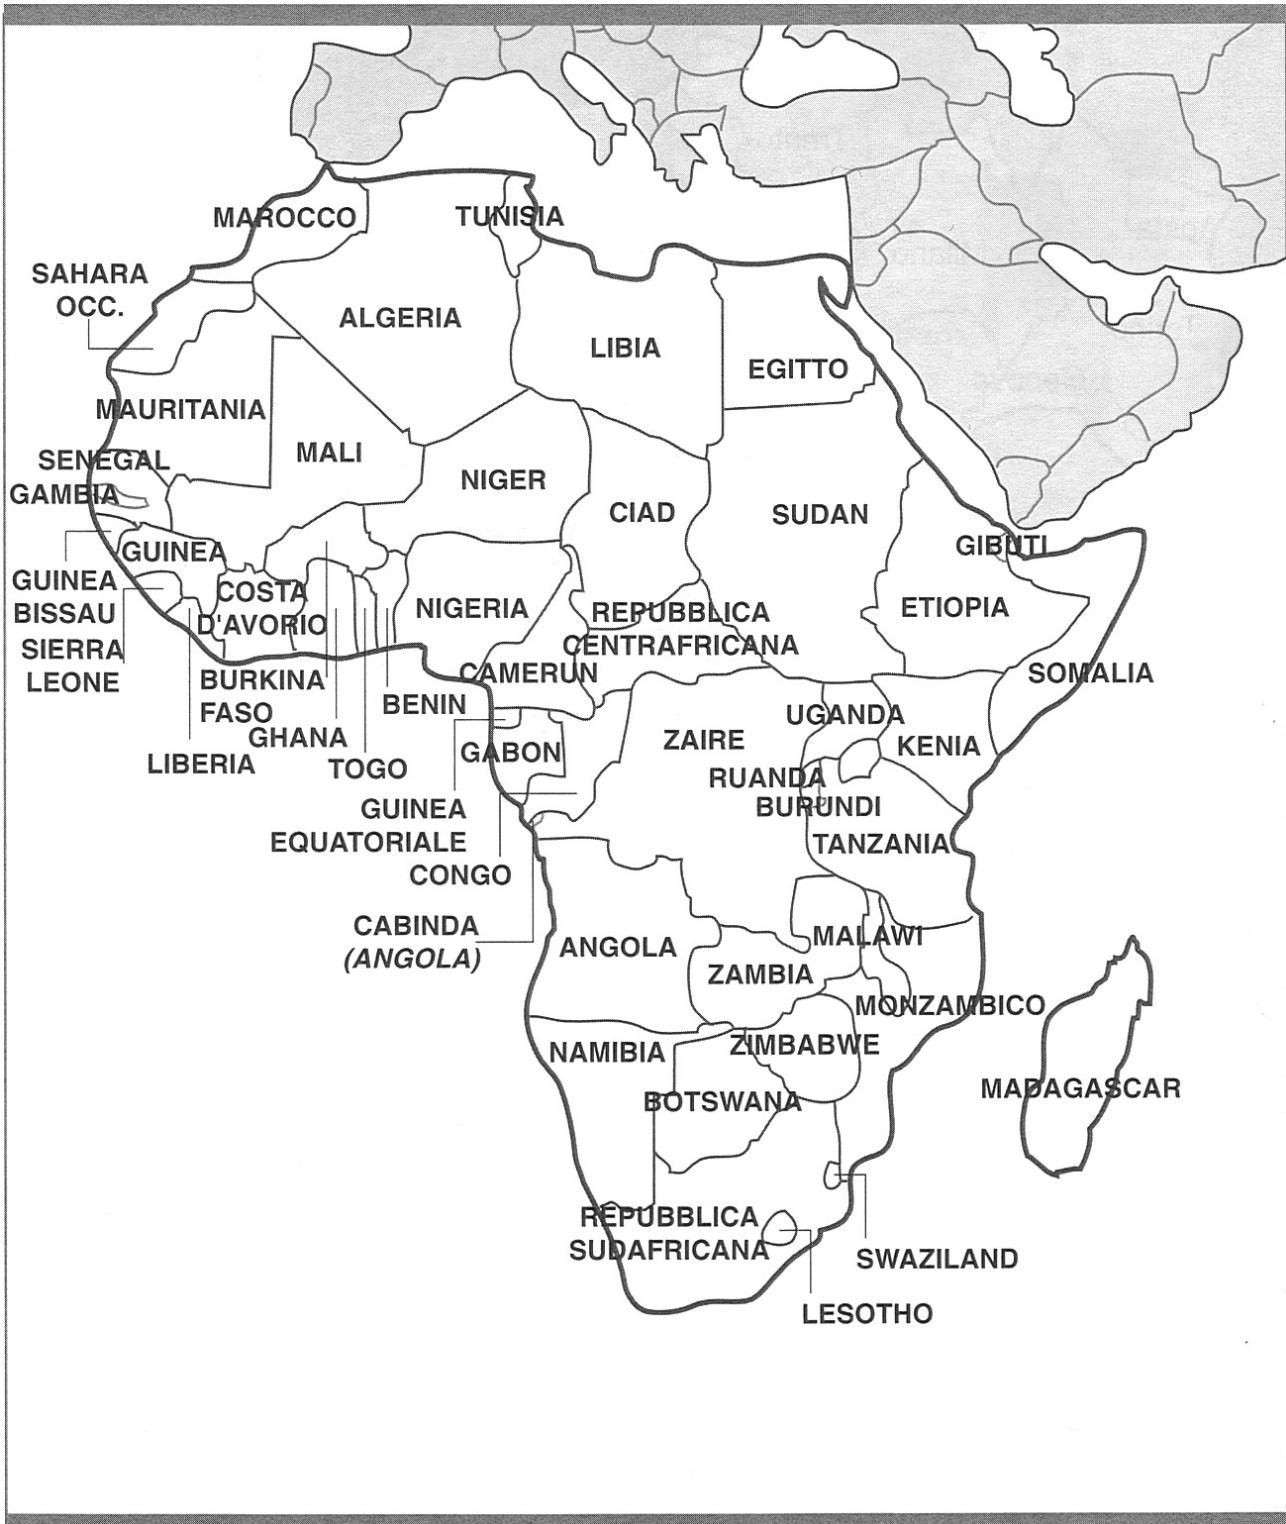 MAROCCO
TUNISIA
SAHARA
OCC.
ALGERIA
LIBIA
EGITTO
MAURITANIA
MALI
SENEGAL
GAMBIA
NIGER
CIAD
SUDAN
GIBUTI
GUINEA
GUINEA
BISSAU
COSTA
D'AVORIO
NIGERIA
REPUBBLICA
CENTRAFRICANA
ETIOPIA
SIERRA
LEONE
BURKINA
FASO
CAMERUN
SOMALIA
BENIN
GHANA
LIBERIA
TOGO
GABON
ZAIRE
UGANDA
KENIA
RUANDA
BURUNDI
GUINEA
EQUATORIALE
TANZANIA
CONGO
CABINDA
(ANGOLA)
ANGOLA
MALAWI
ZAMBIA
MONZAMBICO
NAMIBIA
ZIMBABWE
BOTSWANA
MADAGASCAR
REPUBBLICA
SUDAFRICANA
SWAZILAND
LESOTHO